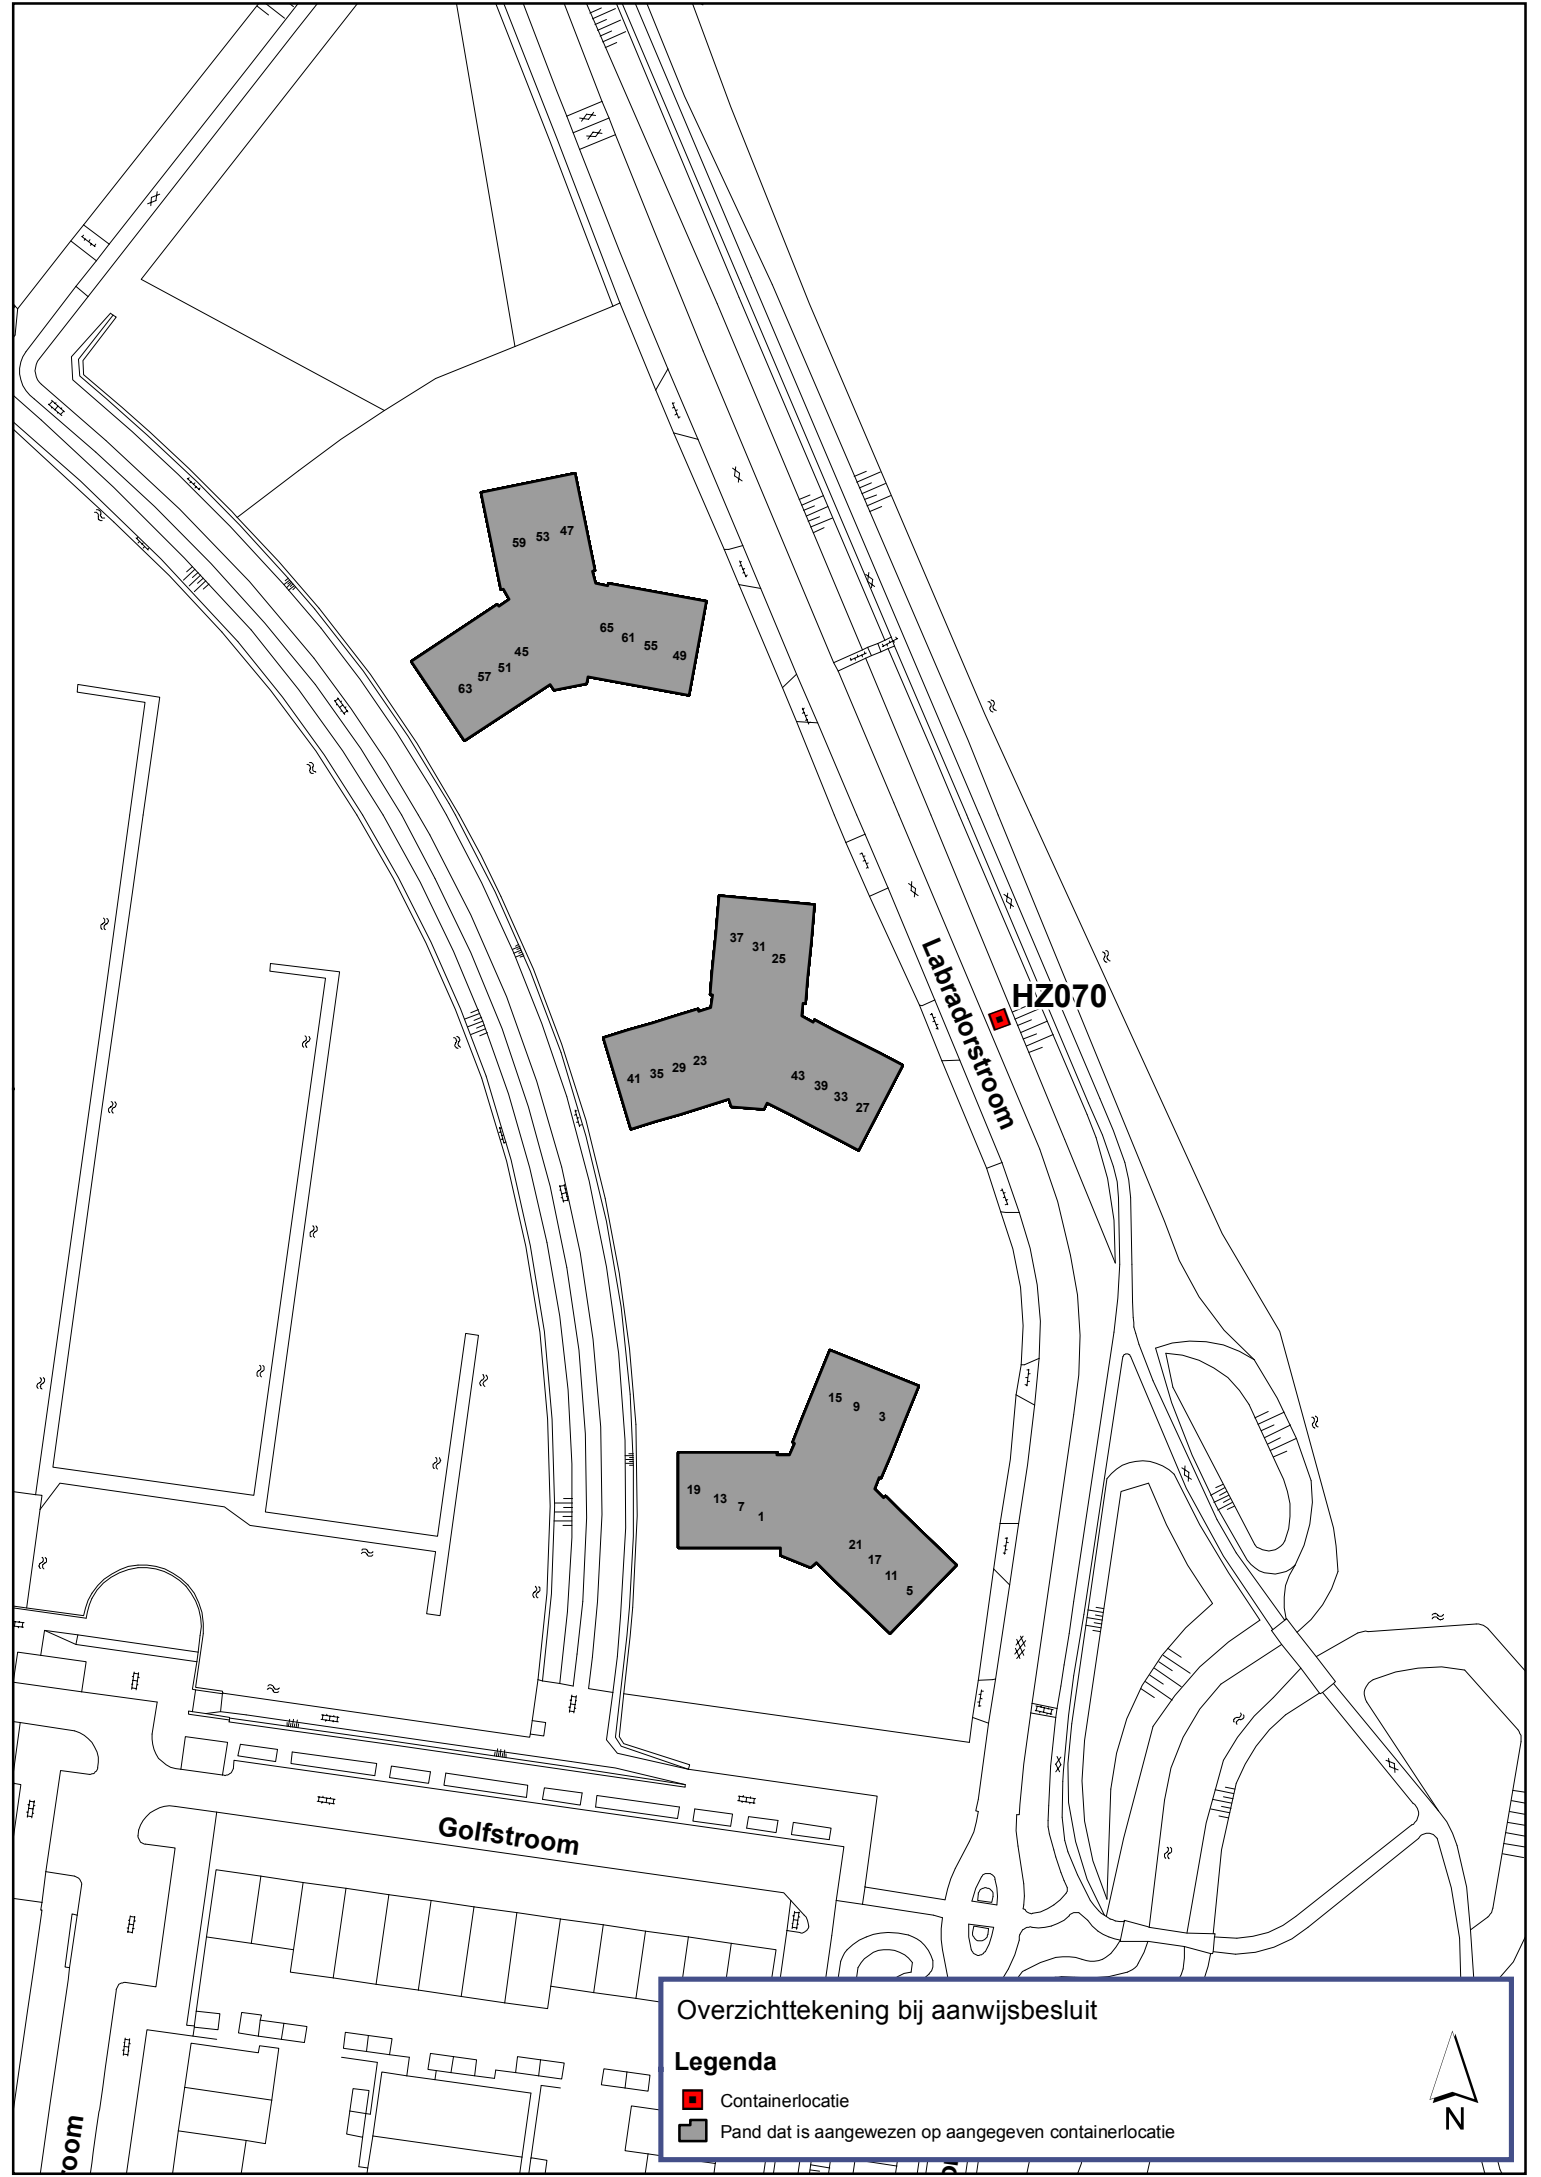 59 53 47
65 61 55 49
45 51 57 63
37 31 25
Labradorstroom
HZ070
41 35 29 23
43 39 33 27
15 9 3
19 13 7 1
21 17 11 5
Golfstroom
room
Overzichttekening bij aanwijsbesluit
Legenda
Containerlocatie
Pand dat is aangewezen op aangegeven containerlocatie
N